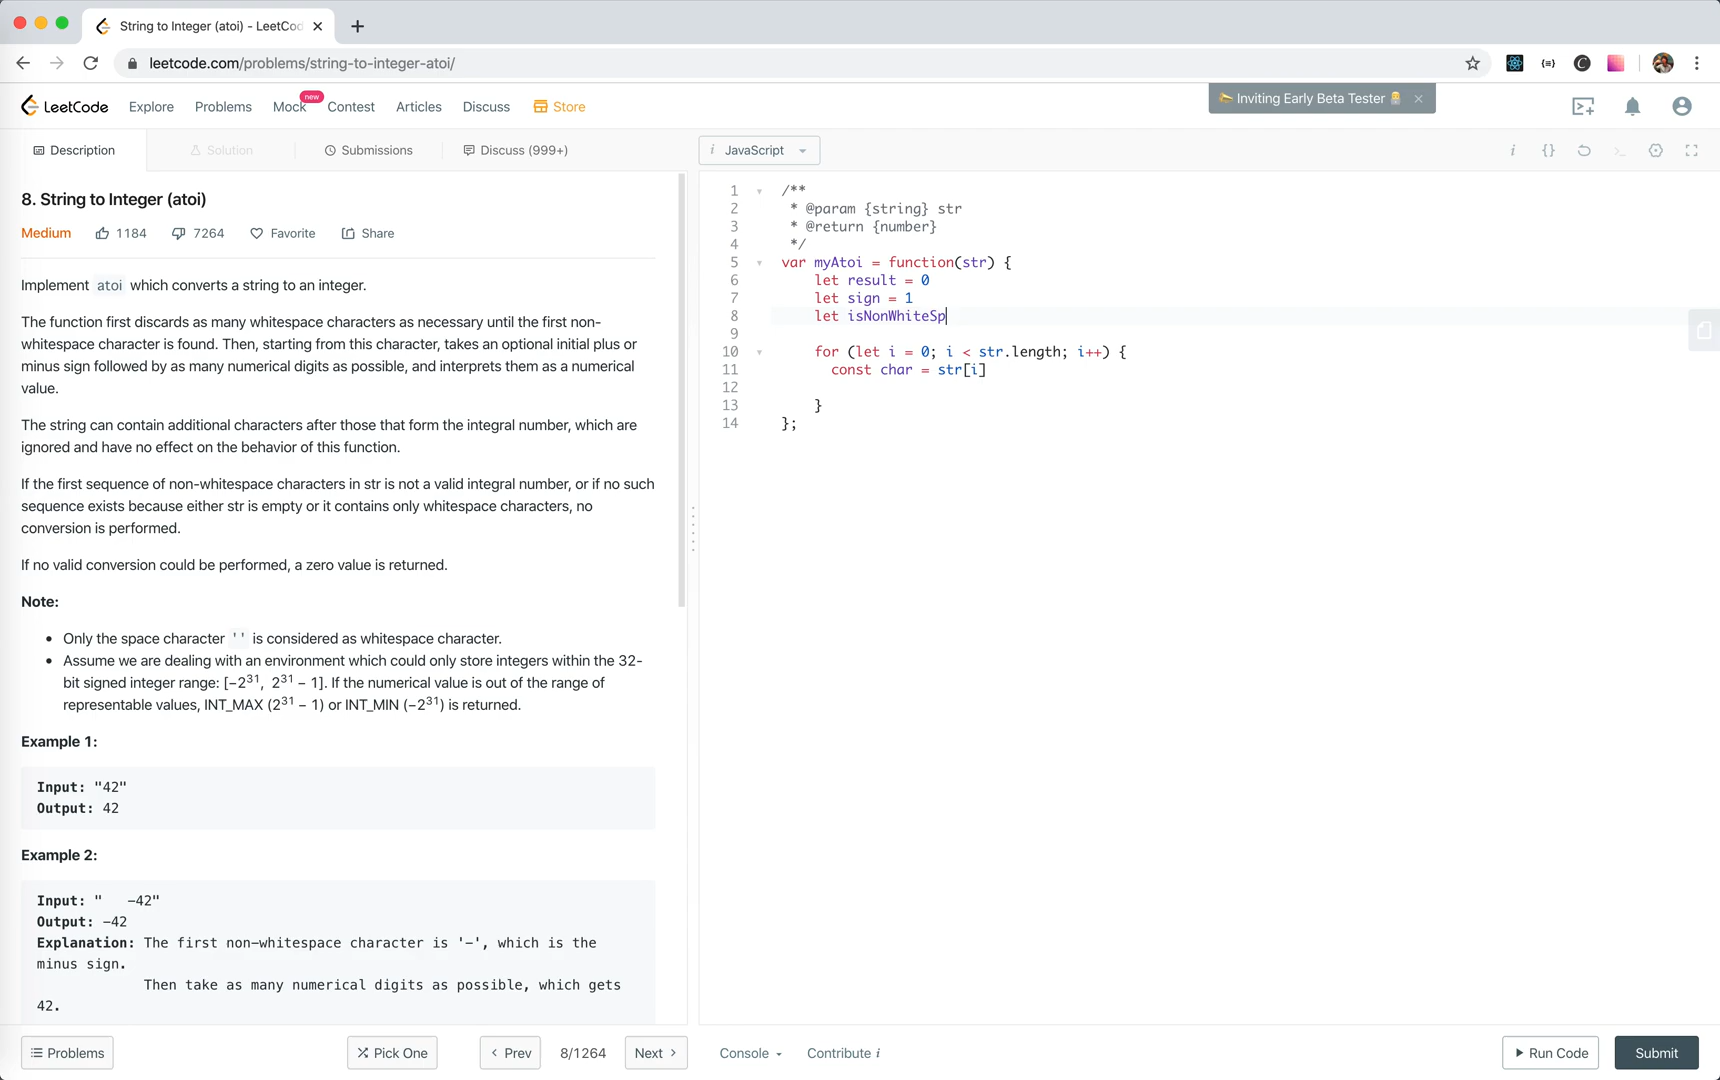 String to Integer (atoi) - LeetCod
leetcode.com/problems/string-to-integer-atoi/
LeetCode
Explore
Problems
Mock
new
Contest
Articles
Discuss
Store
Inviting Early Beta Tester
Description
Solution
Submissions
Discuss (999+)
i JavaScript
8. String to Integer (atoi)
Medium
1184
7264
Favorite
Share
Implement atoi which converts a string to an integer.
The function first discards as many whitespace characters as necessary until the first non-
whitespace character is found. Then, starting from this character, takes an optional initial plus or
minus sign followed by as many numerical digits as possible, and interprets them as a numerical
value.
The string can contain additional characters after those that form the integral number, which are
ignored and have no effect on the behavior of this function.
If the first sequence of non-whitespace characters in str is not a valid integral number, or if no such
sequence exists because either str is empty or it contains only whitespace characters, no
conversion is performed.
If no valid conversion could be performed, a zero value is returned.
Note:
• Only the space character ' ' is considered as whitespace character.
• Assume we are dealing with an environment which could only store integers within the 32-
bit signed integer range: [−2³¹, 2³¹ − 1]. If the numerical value is out of the range of
representable values, INT_MAX (2³¹ − 1) or INT_MIN (−2³¹) is returned.
Example 1:
Input: "42"
Output: 42
Example 2:
Input: "   -42"
Output: -42
Explanation: The first non-whitespace character is '-', which is the
minus sign.
Then take as many numerical digits as possible, which gets
42.
1 /**
2 * @param {string} str
3 * @return {number}
4 */
5 var myAtoi = function(str) {
6 let result = 0
7 let sign = 1
8 let isNonWhiteSp
9
10 for (let i = 0; i < str.length; i++) {
11 const char = str[i]
12
13 }
14 };
Problems
Pick One
Prev
8/1264
Next
Console
Contribute i
Run Code
Submit